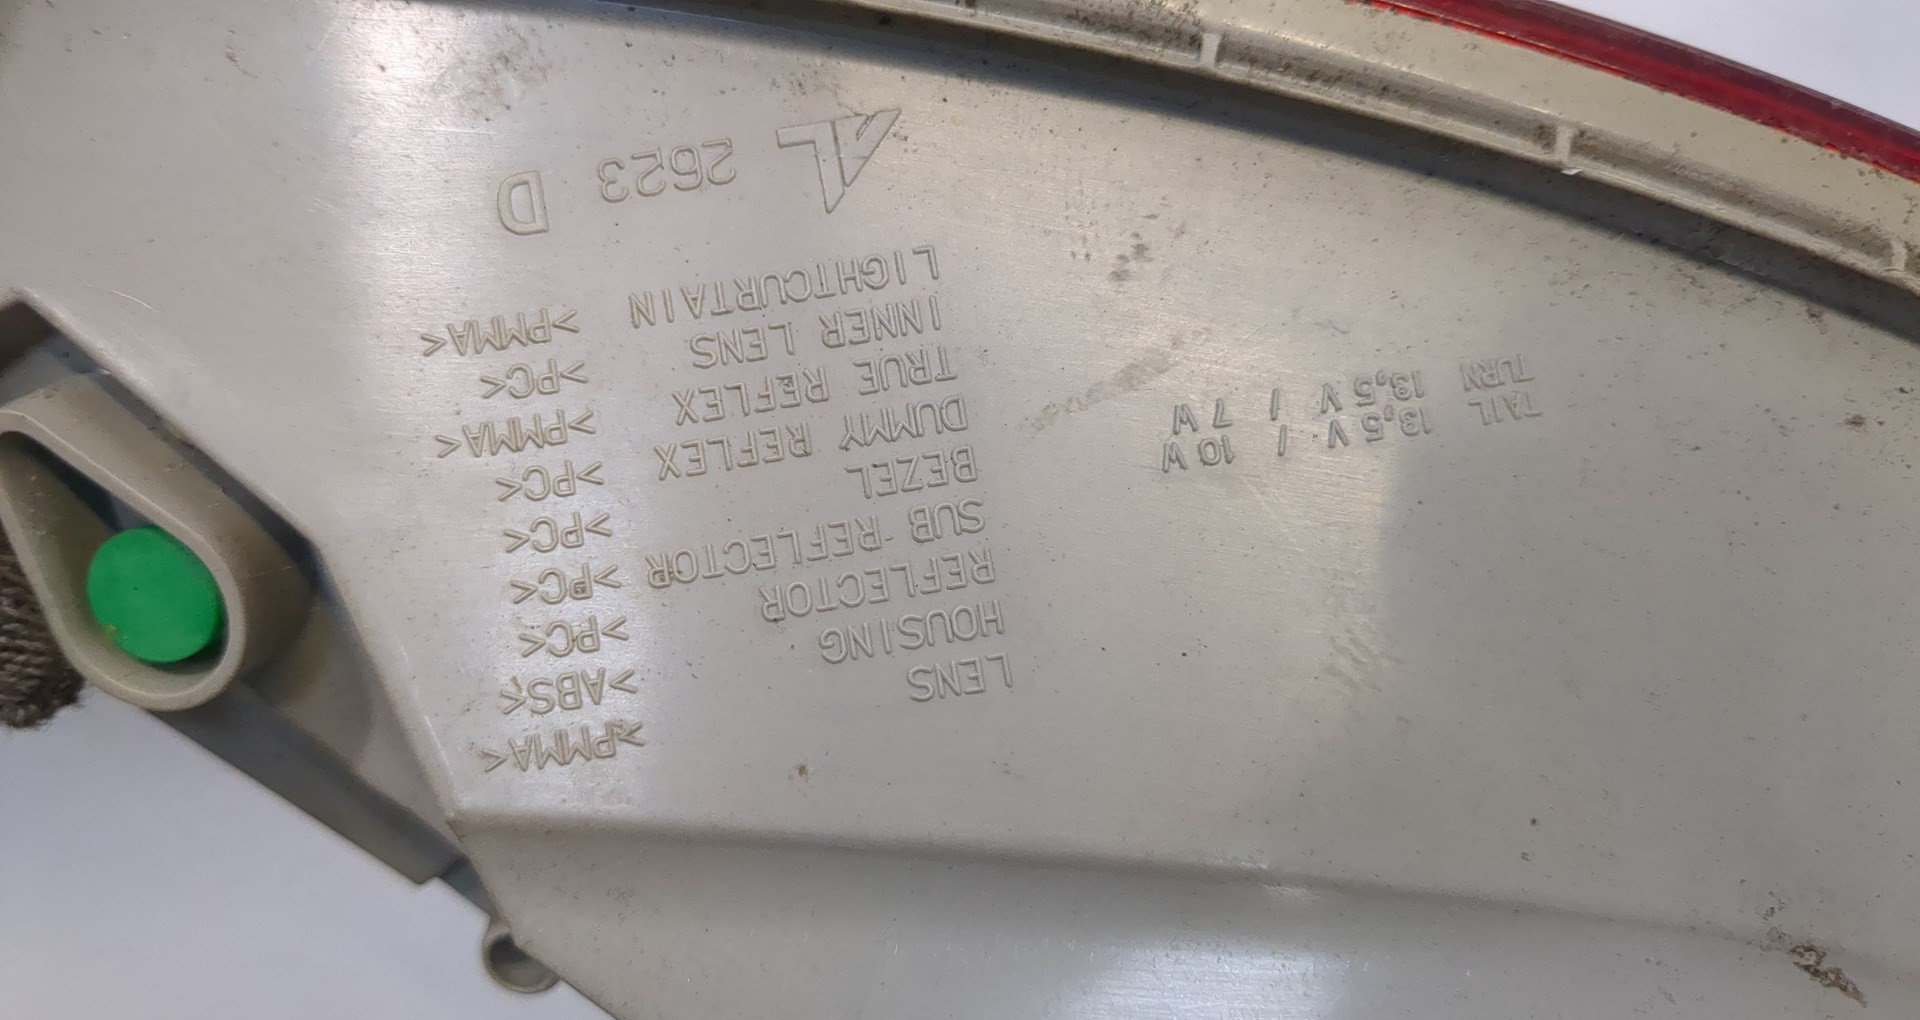 TAIL 13,5 V / 10 W
TURN 13,5 V / 7 W
LENS >PMMA<
HOUSING >ABS<
REFLECTOR >PC<
SUB REFLECTOR >PC<
BEZEL >PC<
DUMMY REFLEX >PC<
TRUE REFLEX >PMMA<
INNER LENS >PC<
LIGHTCURTAIN >PMMA<
AL 2623 D